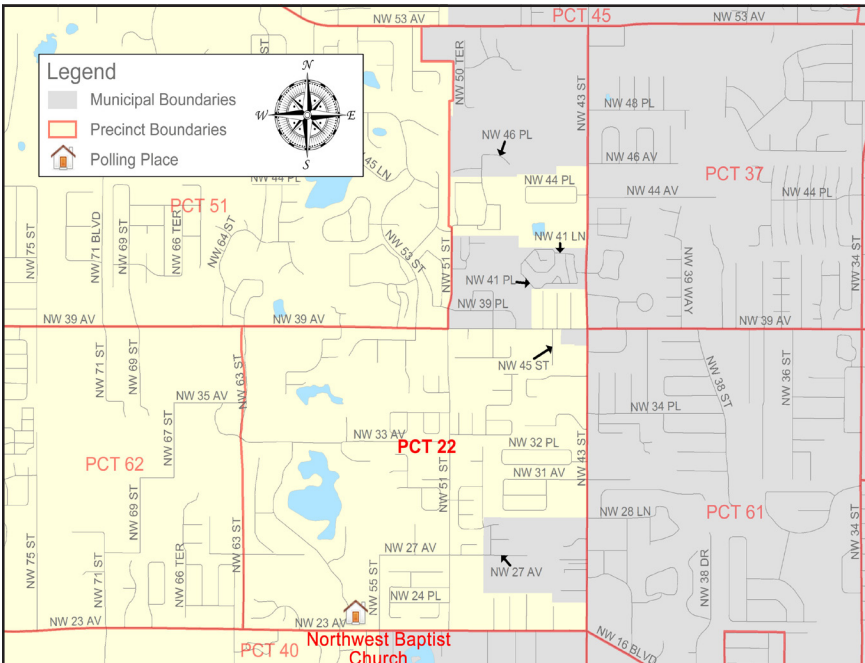 NW 53 AV
PCT 45
NW 53 AV
ST
Legend
Municipal Boundaries
Precinct Boundaries
Polling Place
N
W
E
S
NW 50 TER
NW 43 ST
NW 48 PL
NW 46 PL
NW 46 AV
45 LN
NW 44 PL
NW 44 PL
NW 44 AV
NW 44 PL
PCT 37
PCT 51
NW 75 ST
NW 71 BLVD
NW 69 ST
NW 66 TER
NW 64 ST
NW 53 ST
NW 51 ST
NW 41 LN
NW 41 PL
NW 39 PL
NW 39 WAY
NW 34 ST
NW 39 AV
NW 39 AV
NW 39 AV
NW 71 ST
NW 69 ST
NW 63 ST
NW 45 ST
NW 38 ST
NW 36 ST
NW 35 AV
NW 67 ST
NW 34 PL
NW 33 AV
PCT 22
NW 32 PL
NW 43 ST
PCT 62
NW 51 ST
NW 31 AV
NW 69 ST
NW 28 LN
PCT 61
NW 34 ST
NW 75 ST
NW 71 ST
NW 66 TER
NW 63 ST
NW 27 AV
NW 27 AV
NW 55 ST
NW 24 PL
NW 38 DR
NW 23 AV
NW 23 AV
NW 16 BLVD
Northwest Baptist
Church
PCT 40